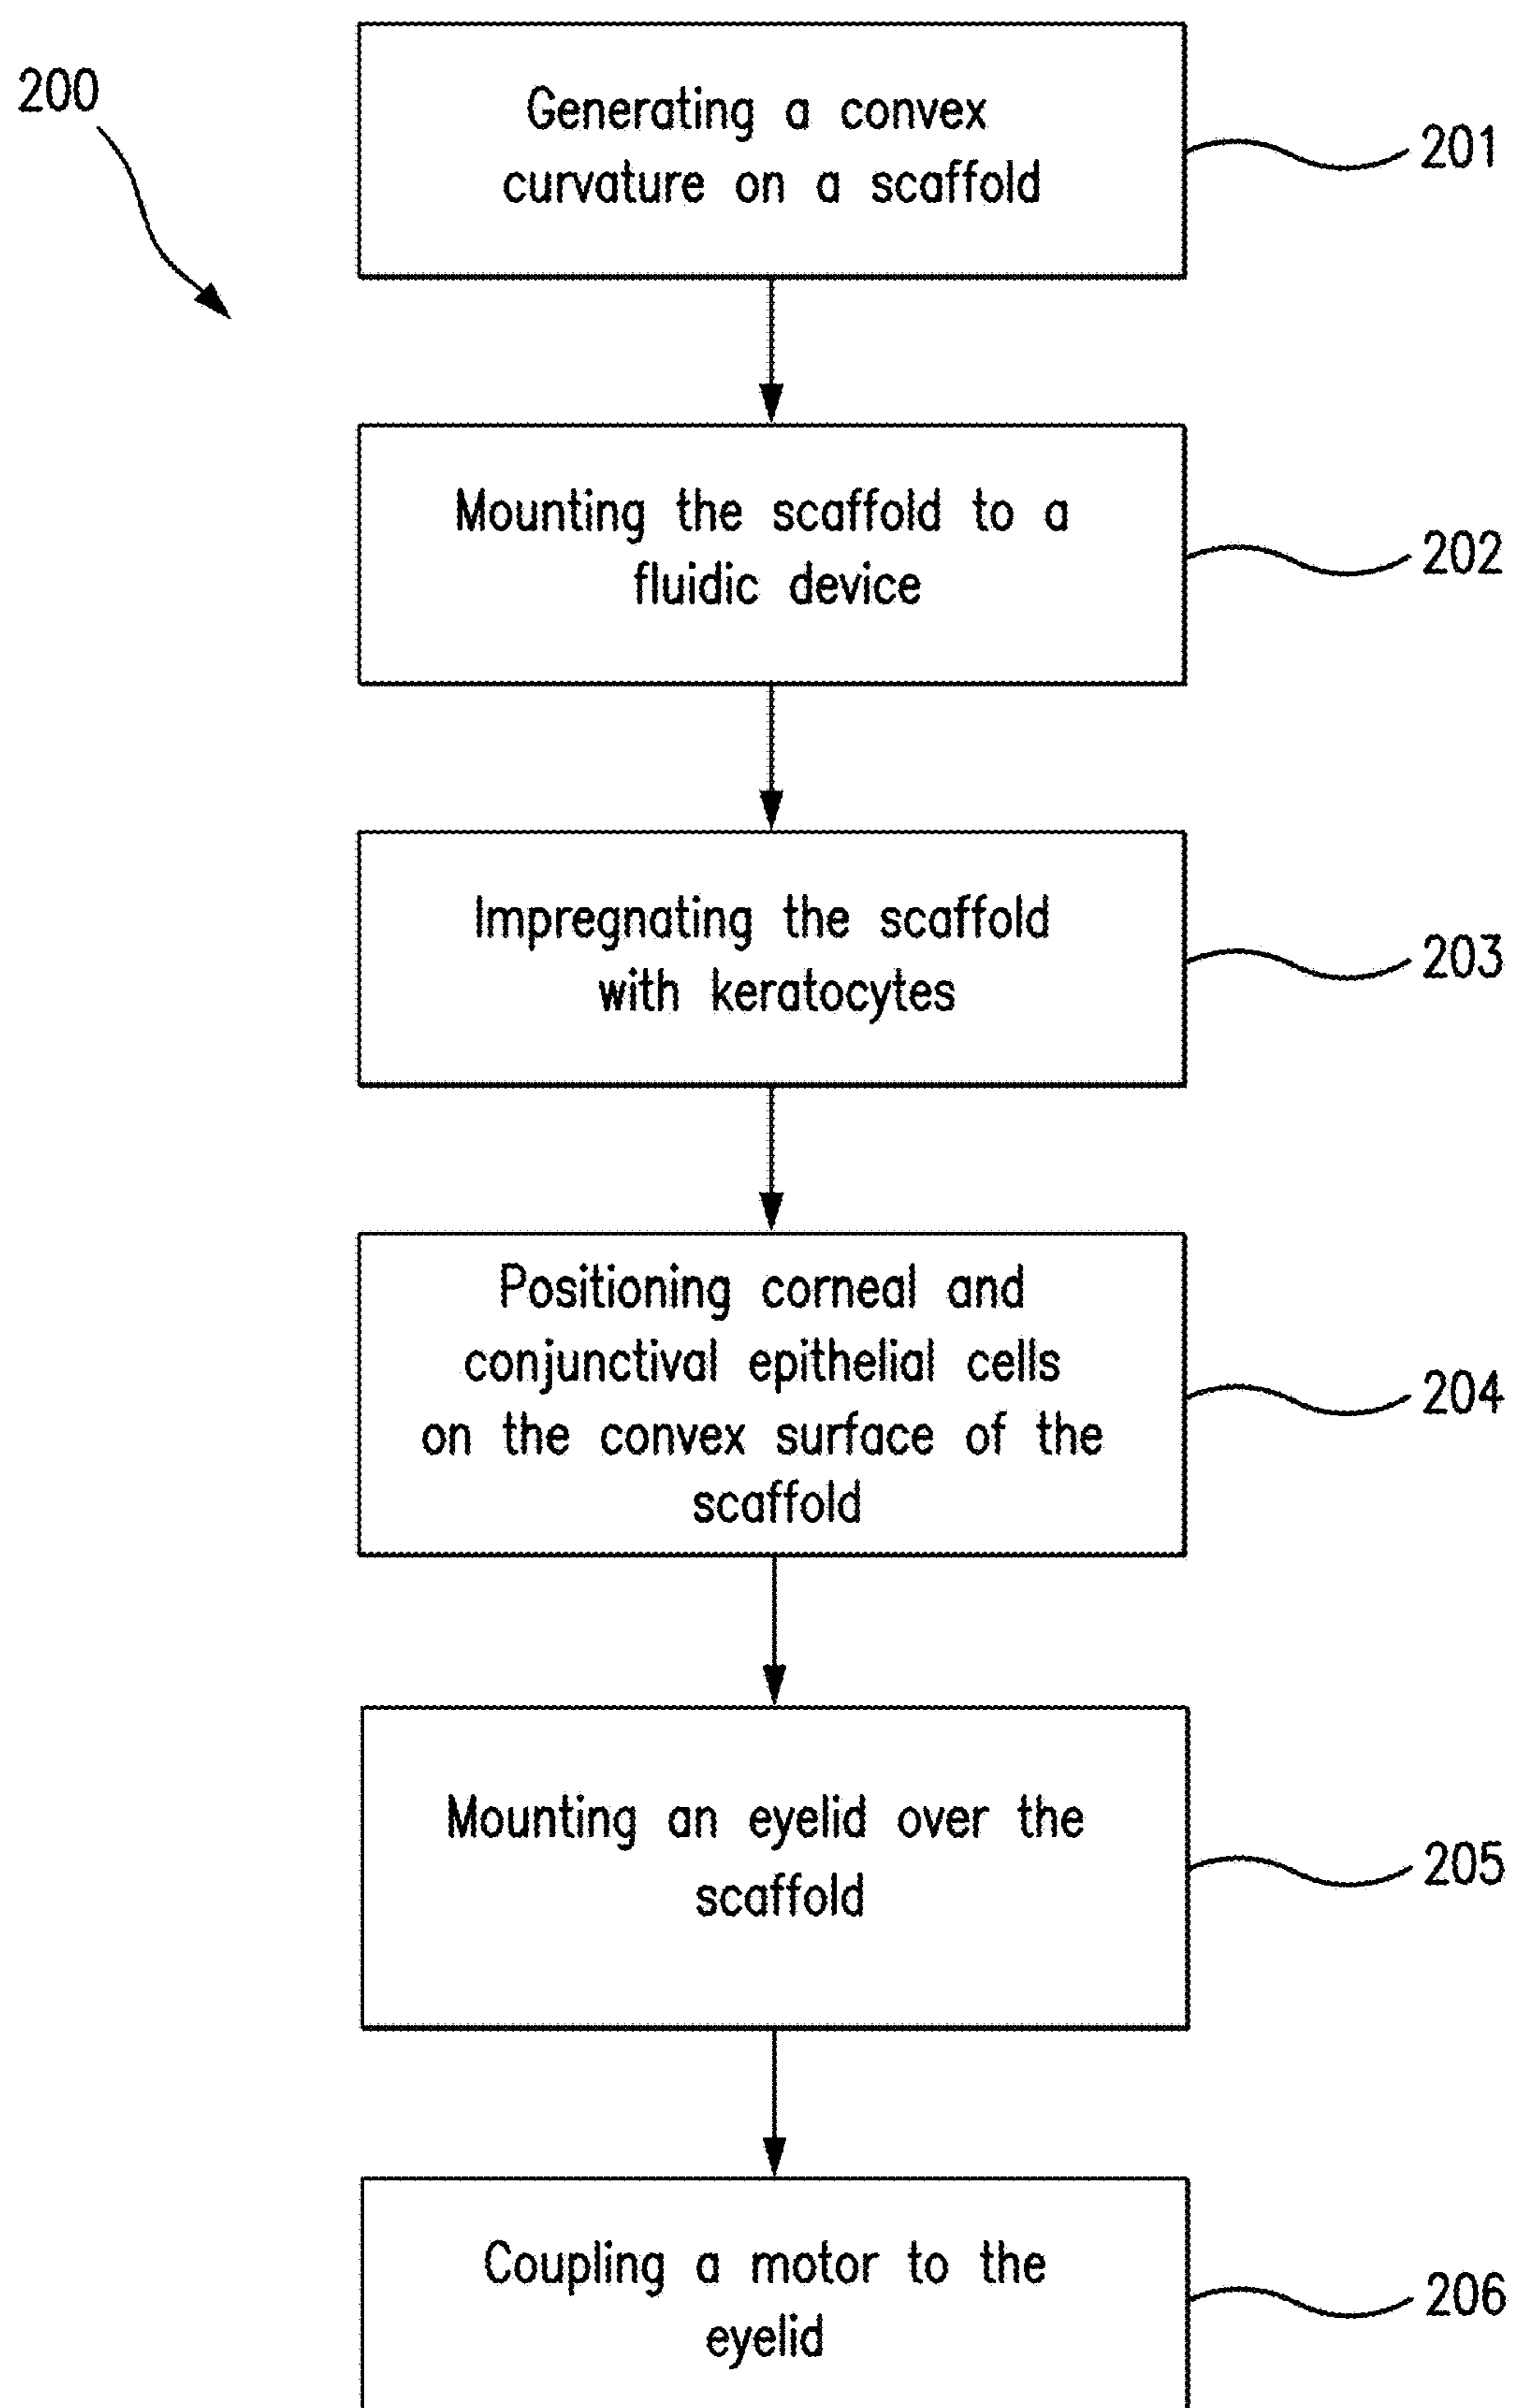 200
Generating a convex
curvature on a scaffold
201
Mounting the scaffold to a
fluidic device
202
Impregnating the scaffold
with keratocytes
203
Positioning corneal and
conjunctival epithelial cells
on the convex surface of the
scaffold
204
Mounting an eyelid over the
scaffold
205
Coupling a motor to the
eyelid
206